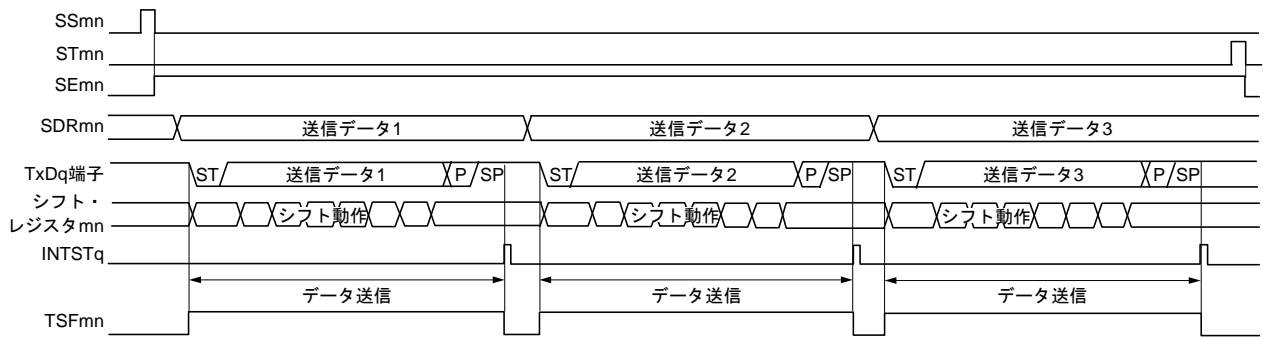 SSmn
STmn
SEmn
SDRmn 送信データ1 送信データ2 送信データ3
TxDq端子 ST 送信データ1 P SP ST 送信データ2 P SP ST 送信データ3 P SP
シフト・
レジスタmn シフト動作 シフト動作 シフト動作
INTSTq
データ送信 データ送信 データ送信
TSFmn